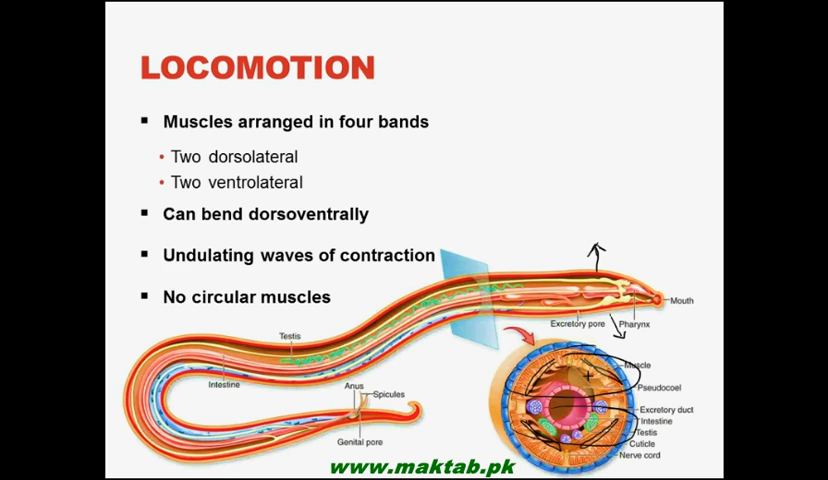 LOCOMOTION
▪ Muscles arranged in four bands
• Two dorsolateral
• Two ventrolateral
▪ Can bend dorsoventrally
▪ Undulating waves of contraction
▪ No circular muscles
Mouth
Excretory pore
Pharynx
Testis
Intestine
Anus
Spicules
Genital pore
Muscle
Pseudocoel
Excretory duct
Intestine
Testis
Cuticle
Nerve cord
www.maktab.pk